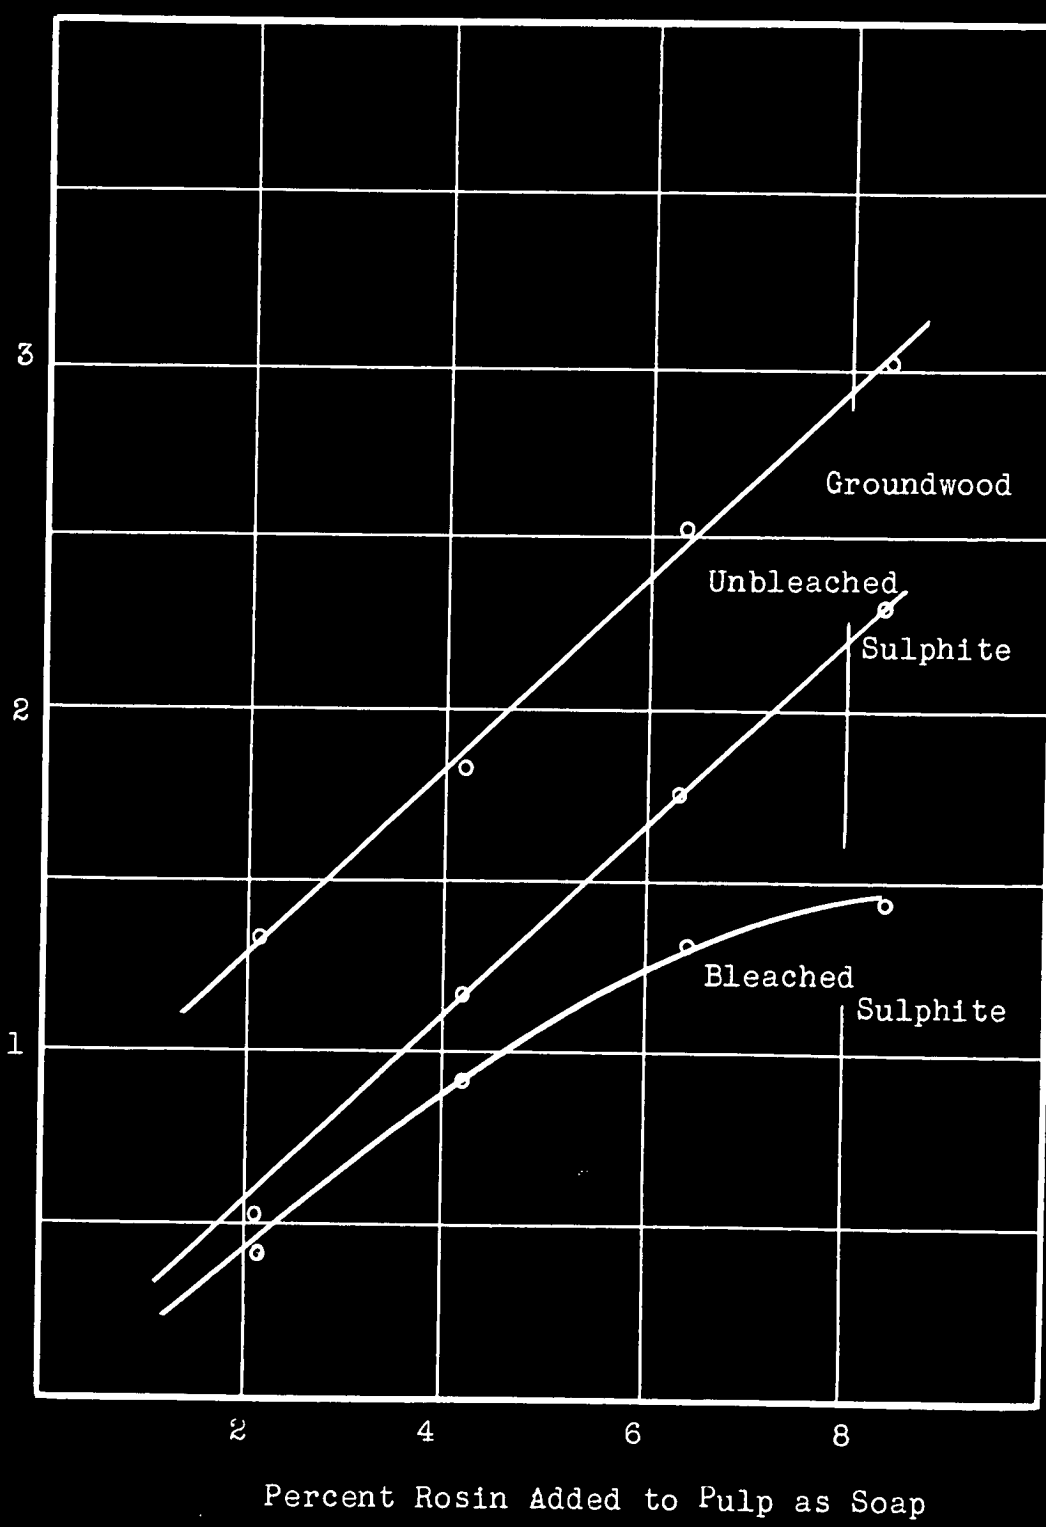 3
Groundwood
Unbleached
Sulphite
2
Bleached
Sulphite
1
2 4 6 8
Percent Rosin Added to Pulp as Soap